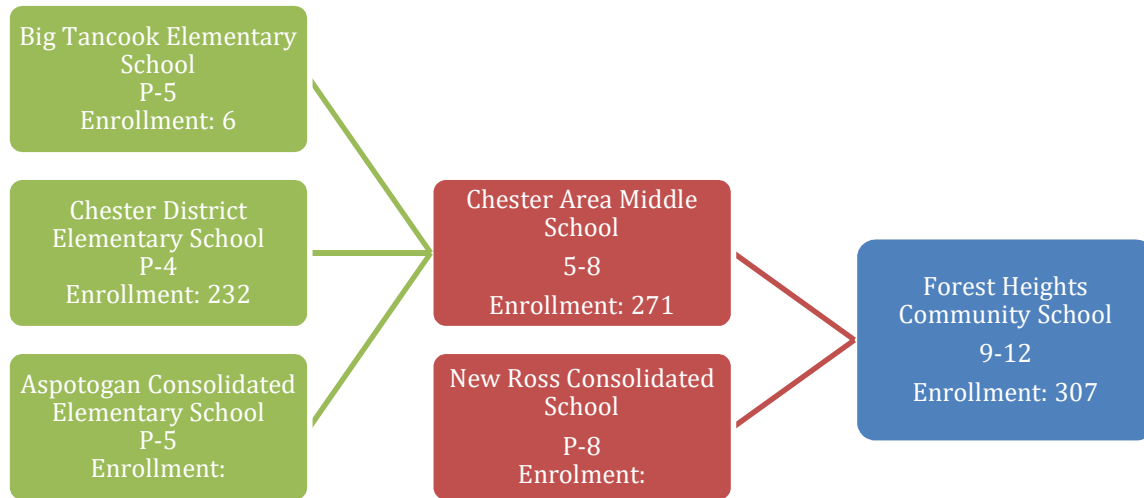 Big Tancook Elementary
School
P-5
Enrollment: 6
Chester District
Elementary School
P-4
Enrollment: 232
Aspotogan Consolidated
Elementary School
P-5
Enrollment:
Chester Area Middle
School
5-8
Enrollment: 271
New Ross Consolidated
School
P-8
Enrolment:
Forest Heights
Community School
9-12
Enrollment: 307